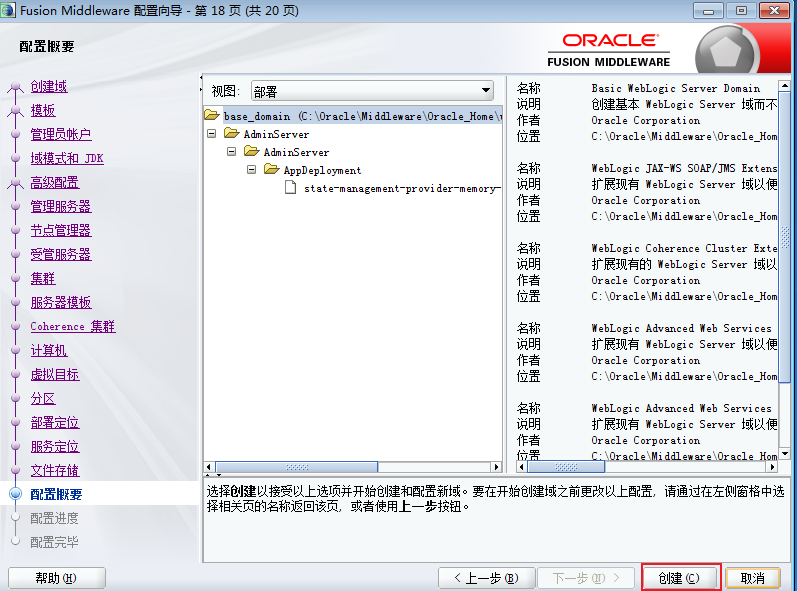 Fusion Middleware 配置向导 - 第 18 页 (共 20 页)
配置概要
ORACLE
FUSION MIDDLEWARE
创建域
模板
管理员帐户
域模式和 JDK
高级配置
管理服务器
节点管理器
受管服务器
集群
服务器模板
Coherence 集群
计算机
虚拟目标
分区
部署定位
服务定位
文件存储
配置概要
配置进度
配置完毕
视图: 部署
base_domain (C:\Oracle\Middleware\Oracle_Home\
AdminServer
AdminServer
AppDeployment
state-management-provider-memory-
名称 Basic WebLogic Server Domain
说明 创建基本 WebLogic Server 域而不
作者 Oracle Corporation
位置 C:\Oracle\Middleware\Oracle_Hom
名称 WebLogic JAX-WS SOAP/JMS Extens
说明 扩展现有 WebLogic Server 域以便
作者 Oracle Corporation
位置 C:\Oracle\Middleware\Oracle_Hom
名称 WebLogic Coherence Cluster Exte
说明 扩展现有的 WebLogic Server 域以
作者 Oracle Corporation
位置 C:\Oracle\Middleware\Oracle_Hom
名称 WebLogic Advanced Web Services
说明 扩展现有 WebLogic Server 域以便
作者 Oracle Corporation
位置 C:\Oracle\Middleware\Oracle_Hom
名称 WebLogic Advanced Web Services
说明 扩展现有 WebLogic Server 域以便
作者 Oracle Corporation
位置 C:\Oracle\Middleware\Oracle_Hom
选择创建以接受以上选项并开始创建和配置新域。要在开始创建域之前更改以上配置, 请通过在左侧窗格中选
择相关页的名称返回该页, 或者使用上一步按钮。
帮助(H) < 上一步(B) 下一步(N) > 创建(C) 取消